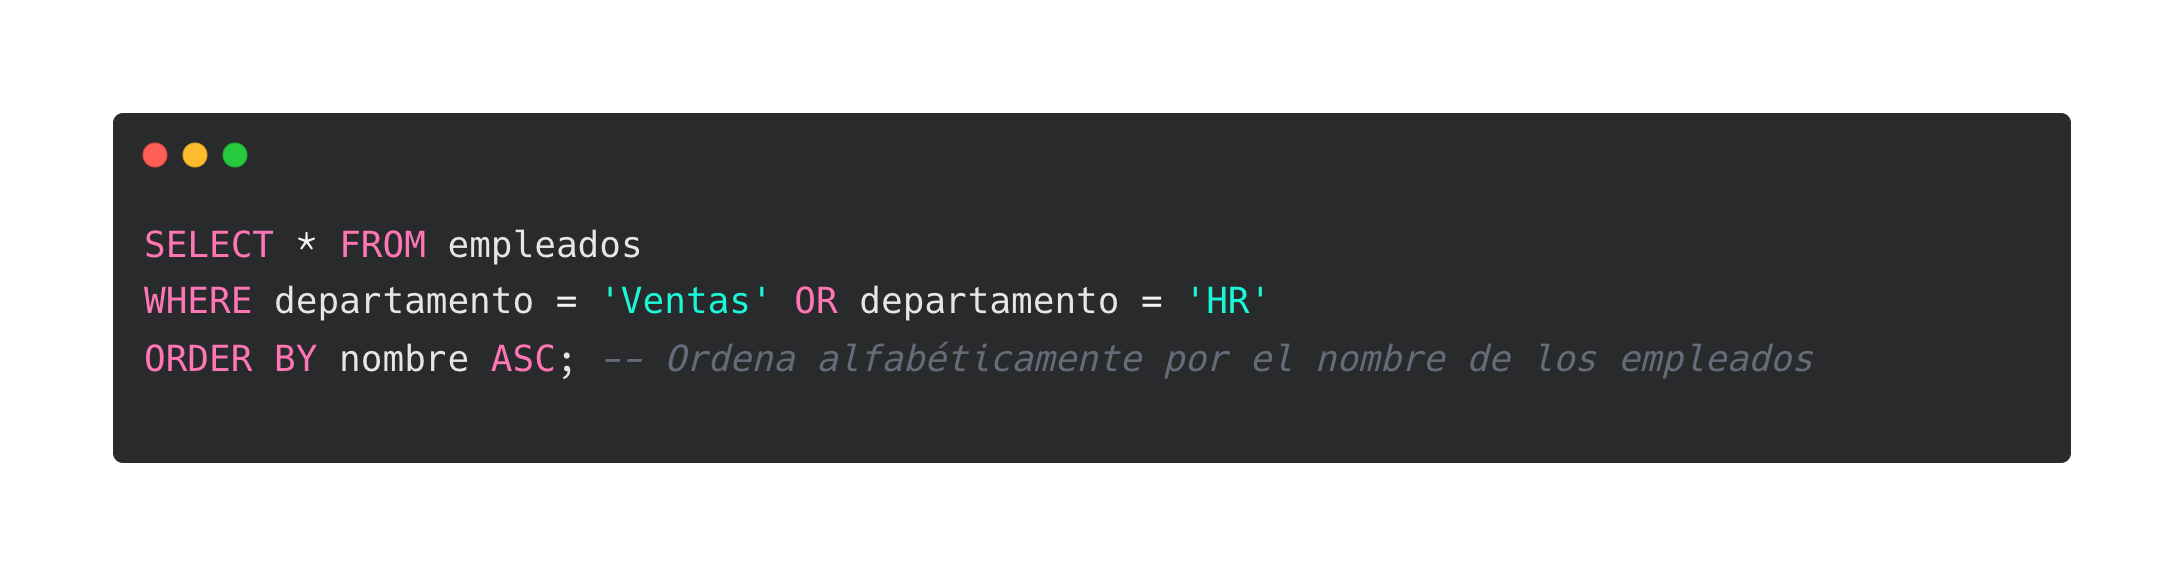 SELECT * FROM empleados
WHERE departamento = 'Ventas' OR departamento = 'HR'
ORDER BY nombre ASC; -- Ordena alfabéticamente por el nombre de los empleados